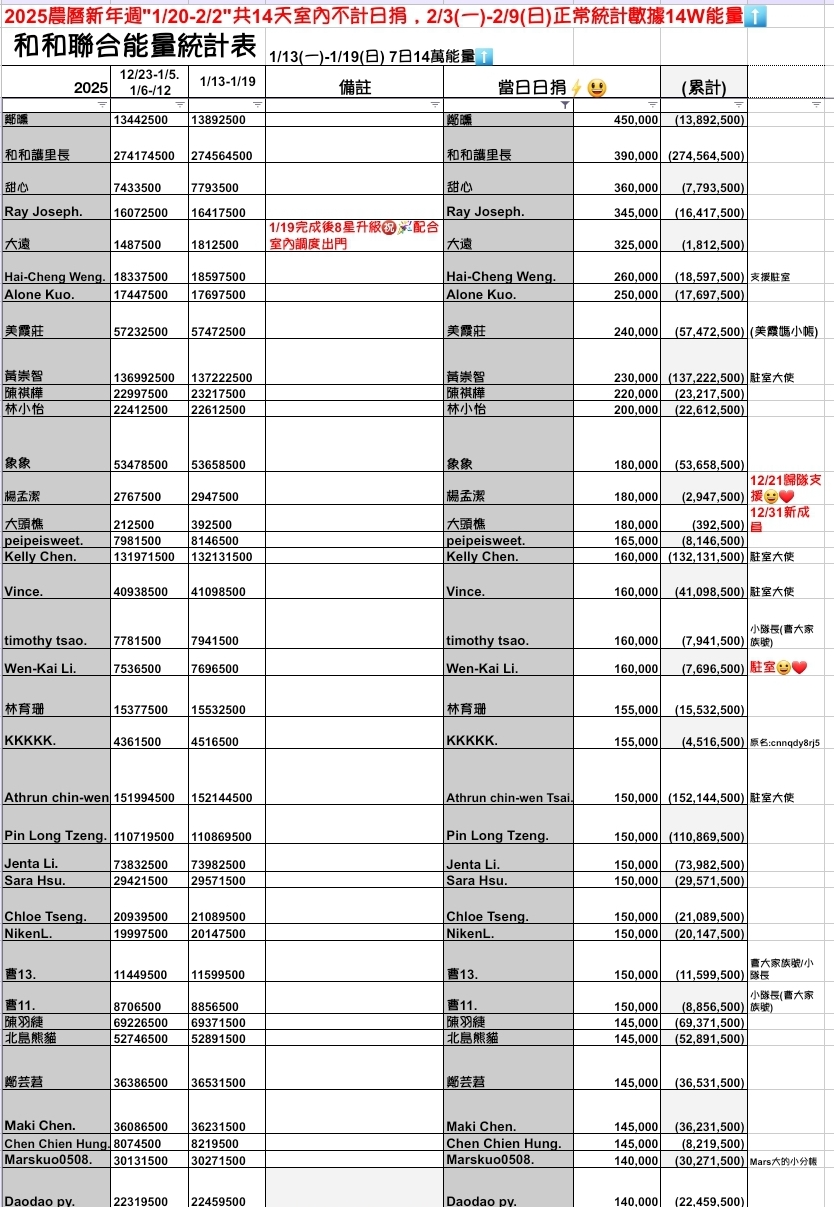 2025農曆新年週"1/20-2/2"共14天室內不計日捐，2/3(一)-2/9(日)正常統計數據14W能量⬆️
和和聯合能量統計表 1/13(一)-1/19(日) 7日14萬能量⬆️
2025 12/23-1/5. 1/6-/12 1/13-1/19 備註 當日日捐⚡😃 (累計)
鄭曛 13442500 13892500 鄭曛 450,000 (13,892,500)
和和護里長 274174500 274564500 和和護里長 390,000 (274,564,500)
甜心 7433500 7793500 甜心 360,000 (7,793,500)
Ray Joseph. 16072500 16417500 Ray Joseph. 345,000 (16,417,500)
大遠 1487500 1812500 1/19完成後8星升級㊗️🎉配合室內調度出門 大遠 325,000 (1,812,500)
Hai-Cheng Weng. 18337500 18597500 Hai-Cheng Weng. 260,000 (18,597,500) 支援駐室
Alone Kuo. 17447500 17697500 Alone Kuo. 250,000 (17,697,500)
美霞莊 57232500 57472500 美霞莊 240,000 (57,472,500) (美霞媽小帳)
黃崇智 136992500 137222500 黃崇智 230,000 (137,222,500) 駐室大使
陳祺樺 22997500 23217500 陳祺樺 220,000 (23,217,500)
林小怡 22412500 22612500 林小怡 200,000 (22,612,500)
象象 53478500 53658500 象象 180,000 (53,658,500)
楊孟潔 2767500 2947500 楊孟潔 180,000 (2,947,500) 12/21歸隊支援😀❤️
大頭樵 212500 392500 大頭樵 180,000 (392,500) 12/31新成員
peipeisweet. 7981500 8146500 peipeisweet. 165,000 (8,146,500)
Kelly Chen. 131971500 132131500 Kelly Chen. 160,000 (132,131,500) 駐室大使
Vince. 40938500 41098500 Vince. 160,000 (41,098,500) 駐室大使
timothy tsao. 7781500 7941500 timothy tsao. 160,000 (7,941,500) 小隊長(曹大家族號)
Wen-Kai Li. 7536500 7696500 Wen-Kai Li. 160,000 (7,696,500) 駐室😀❤️
林育珊 15377500 15532500 林育珊 155,000 (15,532,500)
KKKKK. 4361500 4516500 KKKKK. 155,000 (4,516,500) 原名:cnnqdy8rj5
Athrun chin-wen 151994500 152144500 Athrun chin-wen Tsai. 150,000 (152,144,500) 駐室大使
Pin Long Tzeng. 110719500 110869500 Pin Long Tzeng. 150,000 (110,869,500)
Jenta Li. 73832500 73982500 Jenta Li. 150,000 (73,982,500)
Sara Hsu. 29421500 29571500 Sara Hsu. 150,000 (29,571,500)
Chloe Tseng. 20939500 21089500 Chloe Tseng. 150,000 (21,089,500)
NikenL. 19997500 20147500 NikenL. 150,000 (20,147,500)
曹13. 11449500 11599500 曹13. 150,000 (11,599,500) 曹大家族號/小隊長
曹11. 8706500 8856500 曹11. 150,000 (8,856,500) 小隊長(曹大家族號)
陳羽緁 69226500 69371500 陳羽緁 145,000 (69,371,500)
北島熊貓 52746500 52891500 北島熊貓 145,000 (52,891,500)
鄭芸菪 36386500 36531500 鄭芸菪 145,000 (36,531,500)
Maki Chen. 36086500 36231500 Maki Chen. 145,000 (36,231,500)
Chen Chien Hung. 8074500 8219500 Chen Chien Hung. 145,000 (8,219,500)
Marskuo0508. 30131500 30271500 Marskuo0508. 140,000 (30,271,500) Mars大的小分帳
Daodao py. 22319500 22459500 Daodao py. 140,000 (22,459,500)